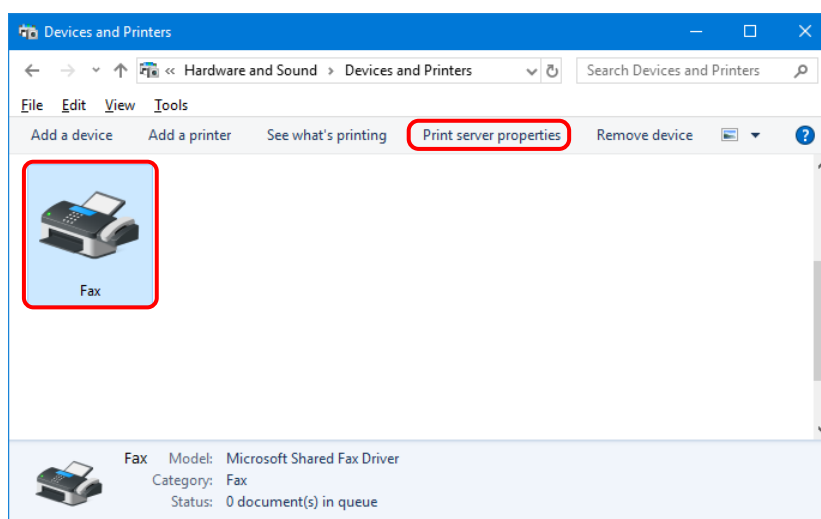 Devices and Printers
« Hardware and Sound › Devices and Printers Search Devices and Printers
File Edit View Tools
Add a device Add a printer See what's printing Print server properties Remove device ?
Fax
Fax Model: Microsoft Shared Fax Driver
Category: Fax
Status: 0 document(s) in queue